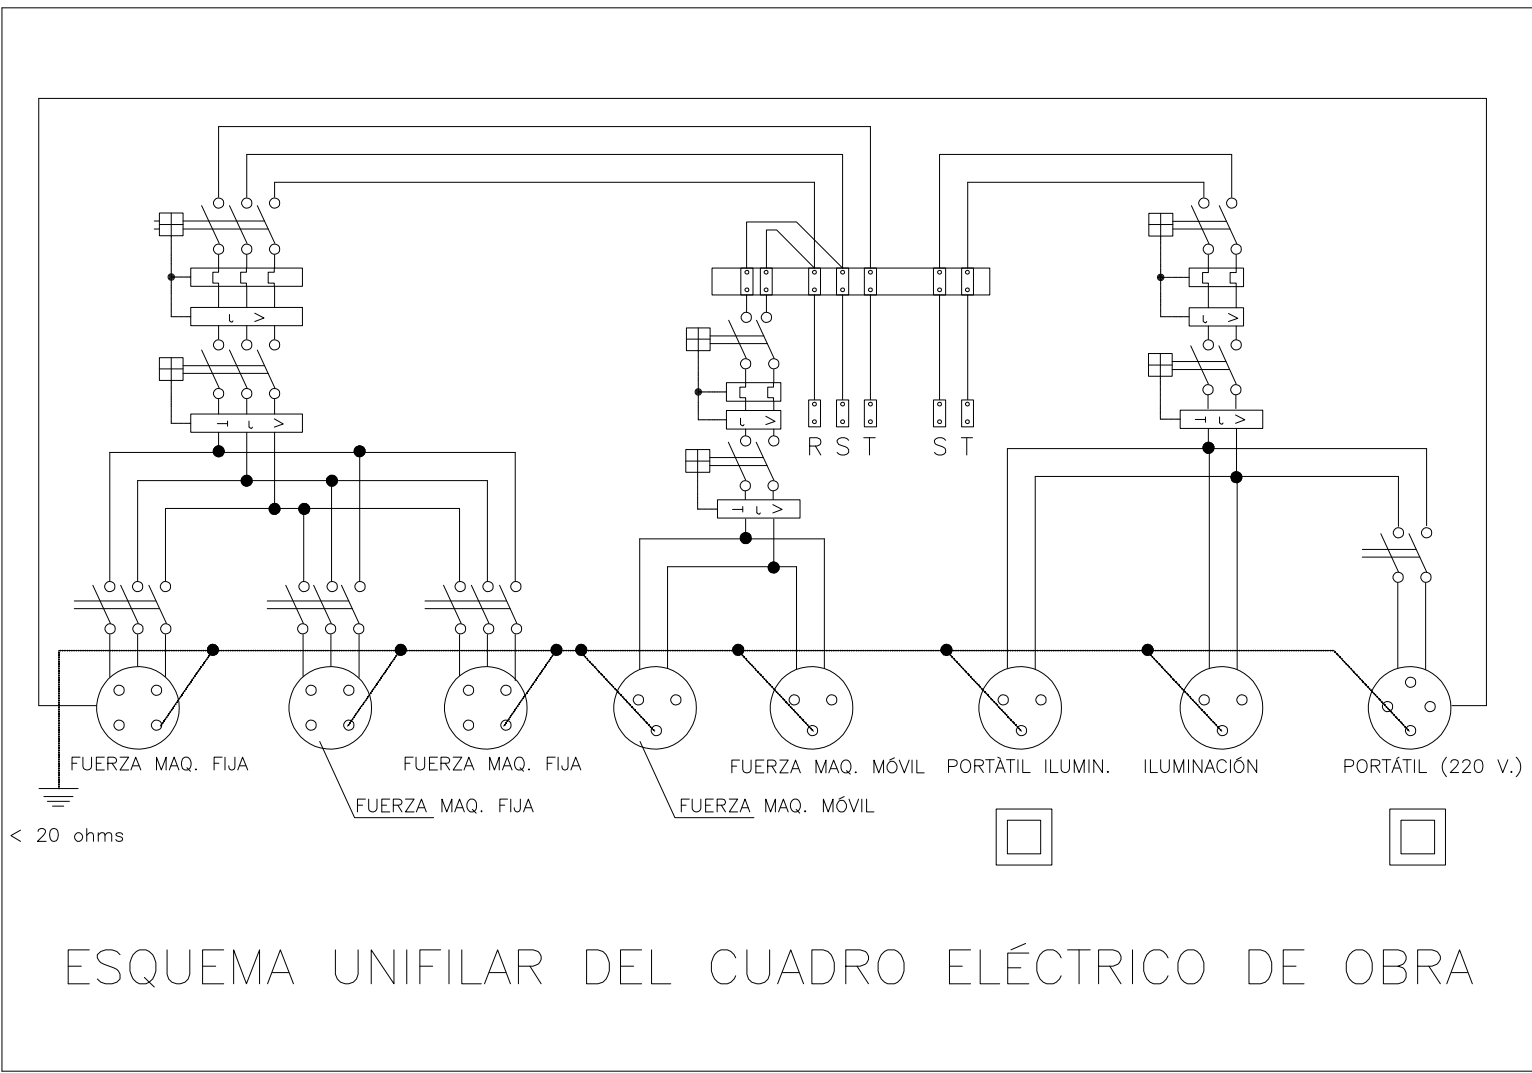 R S T S T
FUERZA MAQ. FIJA
FUERZA MAQ. FIJA
FUERZA MAQ. MÓVIL
PORTÀTIL ILUMIN.
ILUMINACIÓN
PORTÁTIL (220 V.)
FUERZA MAQ. FIJA
FUERZA MAQ. MÓVIL
< 20 ohms
ESQUEMA UNIFILAR DEL CUADRO ELÉCTRICO DE OBRA